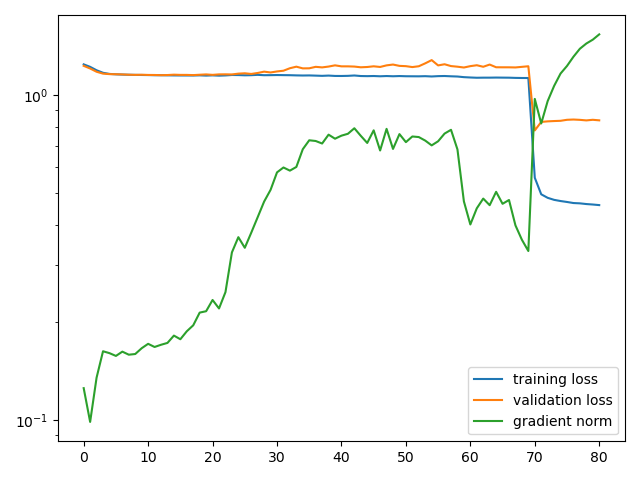 10⁰
10⁻¹
0 10 20 30 40 50 60 70 80
training loss
validation loss
gradient norm